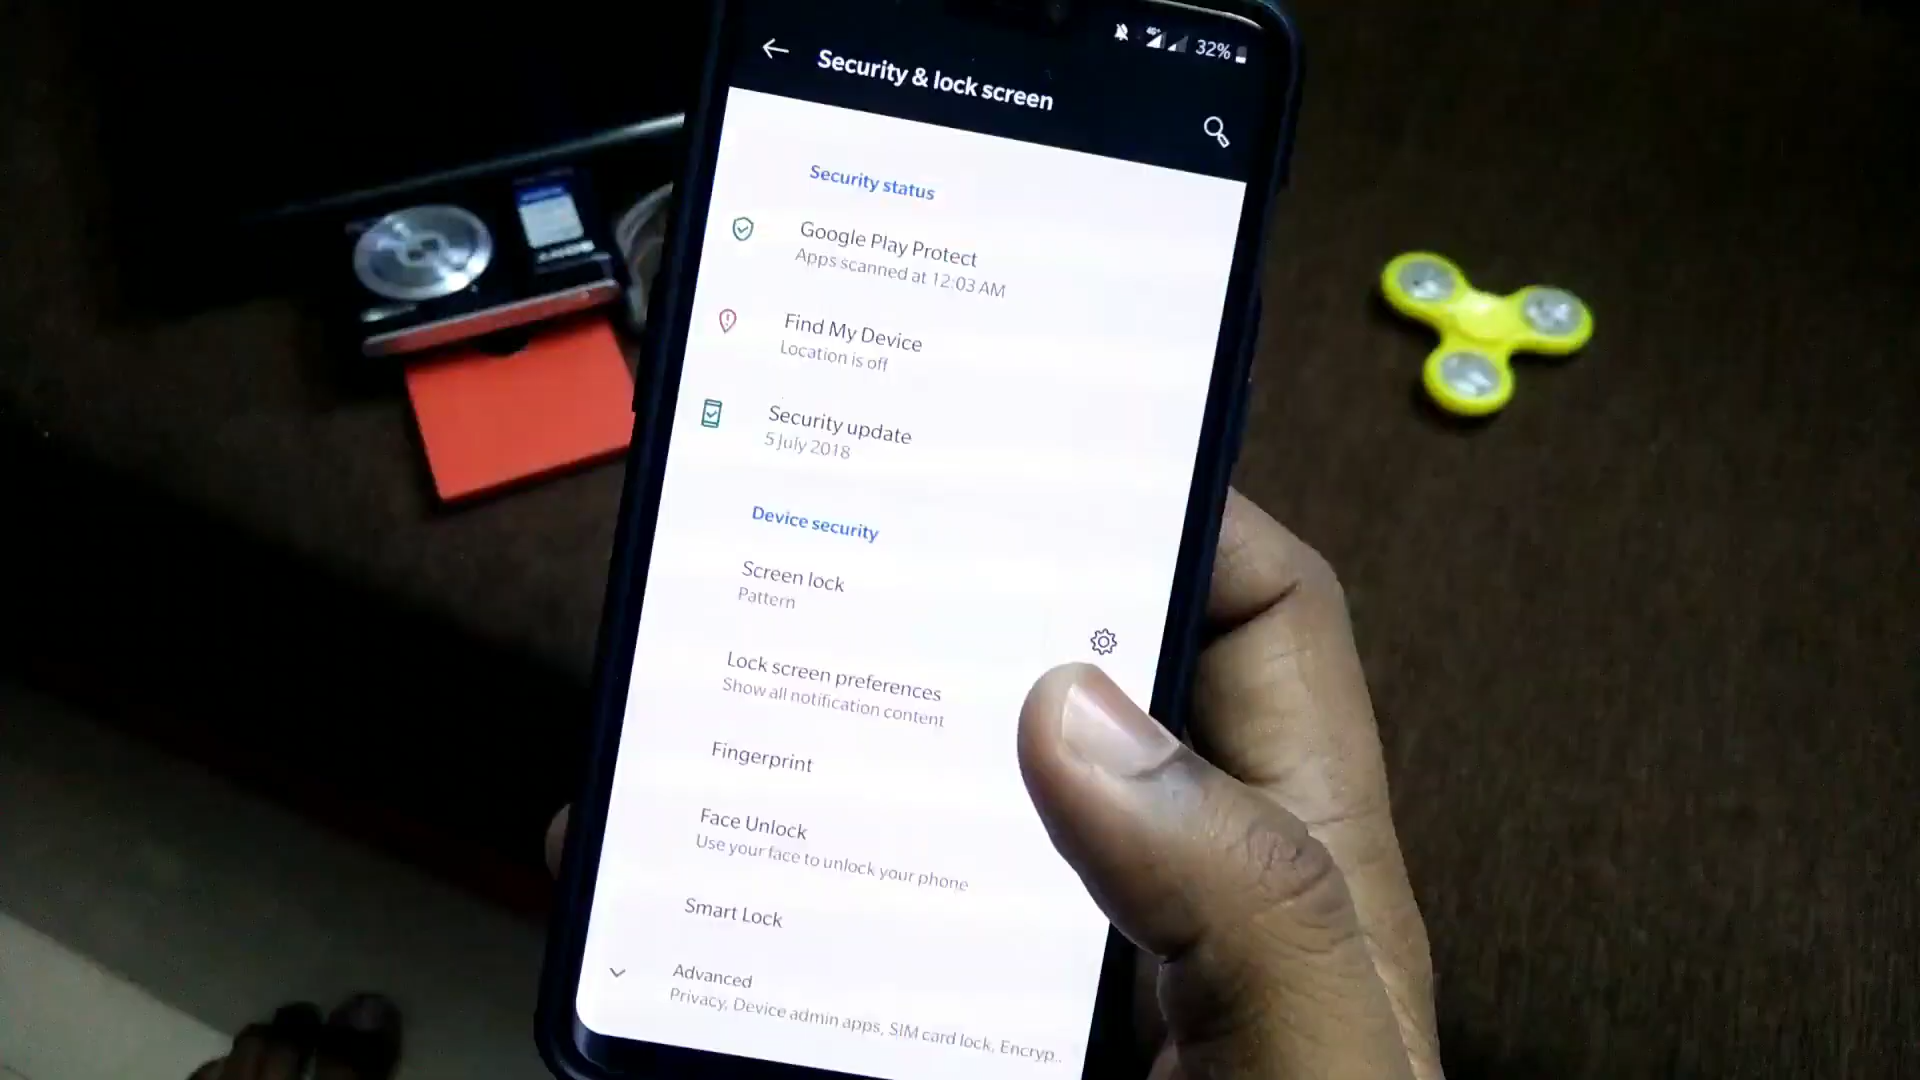 32%
Security & lock screen
Security status
Google Play Protect
Apps scanned at 12:03 AM
Find My Device
Location is off
Security update
5 July 2018
Device security
Screen lock
Pattern
Lock screen preferences
Show all notification content
Fingerprint
Face Unlock
Use your face to unlock your phone
Smart Lock
Advanced
Privacy, Device admin apps, SIM card lock, Encryp..